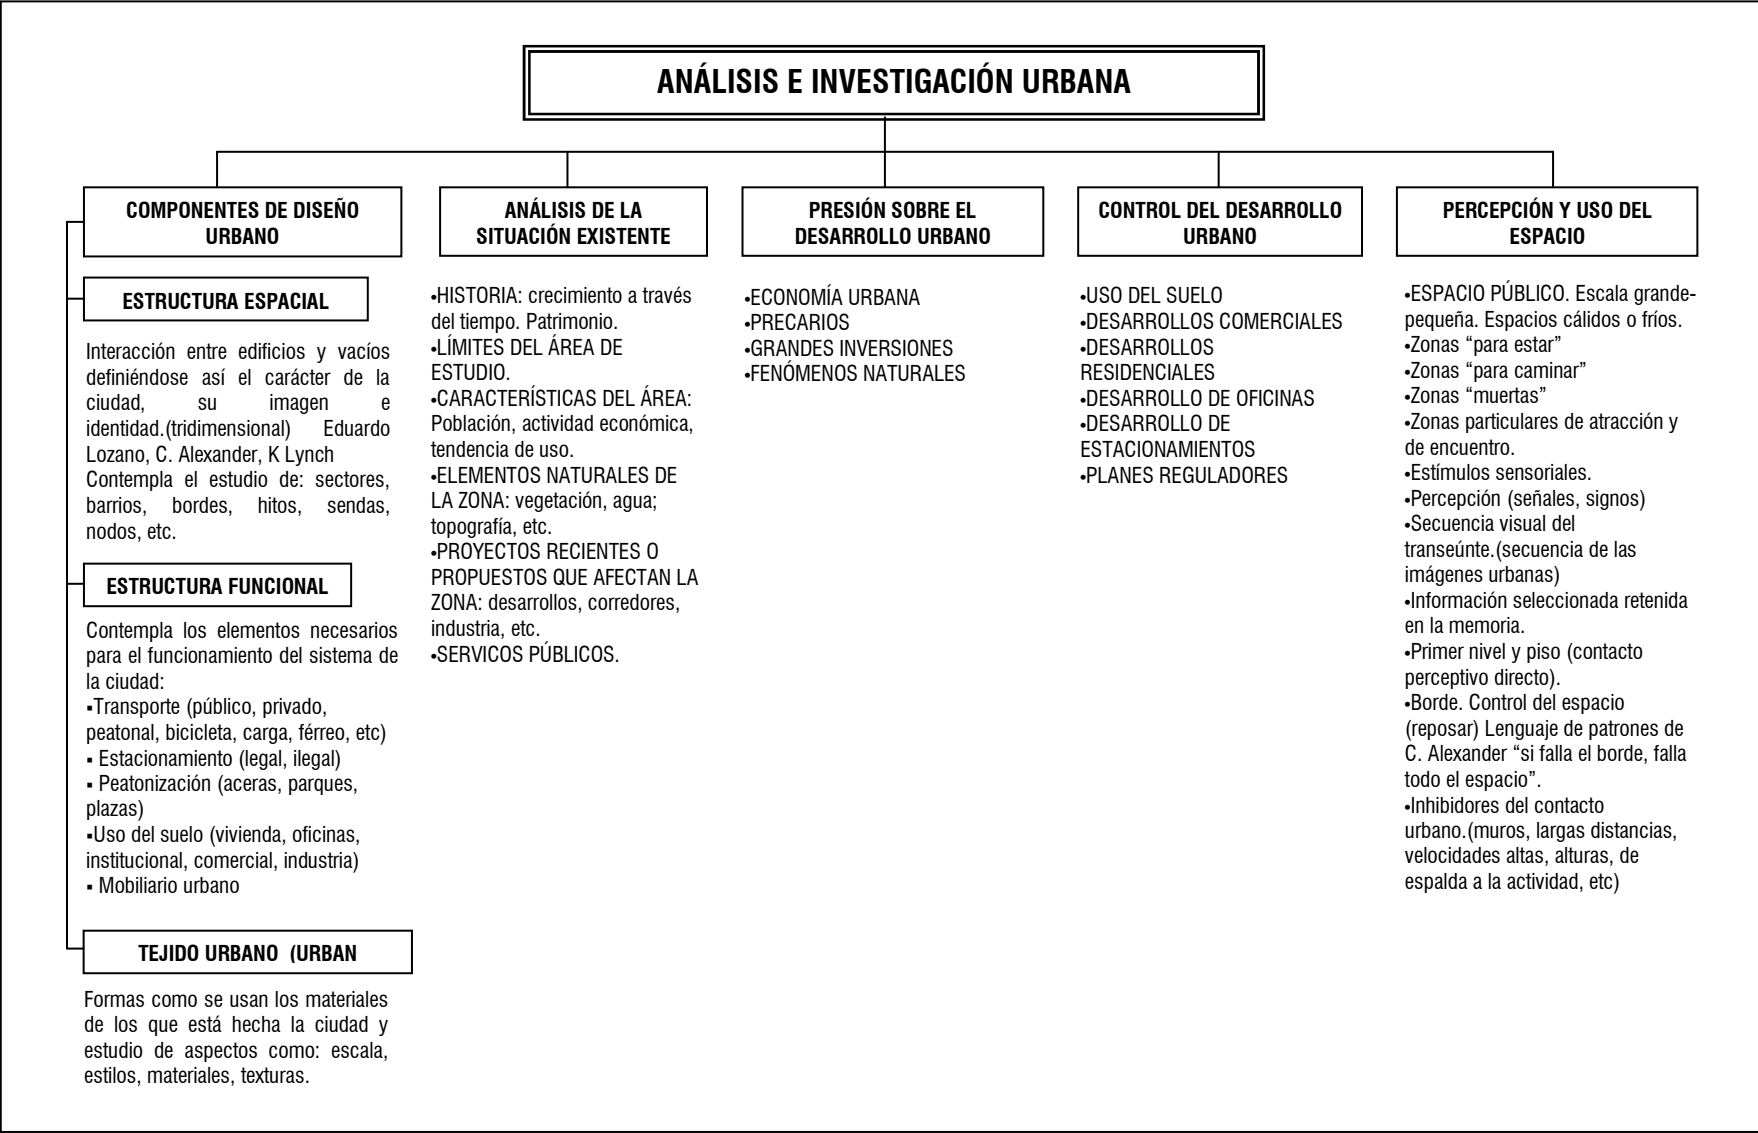 ANÁLISIS E INVESTIGACIÓN URBANA
COMPONENTES DE DISEÑO
URBANO
ESTRUCTURA ESPACIAL
Interacción entre edificios y vacíos
definiéndose así el carácter de la
ciudad, su imagen e
identidad.(tridimensional) Eduardo
Lozano, C. Alexander, K Lynch
Contempla el estudio de: sectores,
barrios, bordes, hitos, sendas,
nodos, etc.
ESTRUCTURA FUNCIONAL
Contempla los elementos necesarios
para el funcionamiento del sistema de
la ciudad:
▪Transporte (público, privado,
peatonal, bicicleta, carga, férreo, etc)
▪ Estacionamiento (legal, ilegal)
▪ Peatonización (aceras, parques,
plazas)
▪Uso del suelo (vivienda, oficinas,
institucional, comercial, industria)
▪ Mobiliario urbano
TEJIDO URBANO (URBAN
Formas como se usan los materiales
de los que está hecha la ciudad y
estudio de aspectos como: escala,
estilos, materiales, texturas.
ANÁLISIS DE LA
SITUACIÓN EXISTENTE
•HISTORIA: crecimiento a través
del tiempo. Patrimonio.
•LÍMITES DEL ÁREA DE
ESTUDIO.
•CARACTERÍSTICAS DEL ÁREA:
Población, actividad económica,
tendencia de uso.
•ELEMENTOS NATURALES DE
LA ZONA: vegetación, agua;
topografía, etc.
•PROYECTOS RECIENTES O
PROPUESTOS QUE AFECTAN LA
ZONA: desarrollos, corredores,
industria, etc.
•SERVICOS PÚBLICOS.
PRESIÓN SOBRE EL
DESARROLLO URBANO
•ECONOMÍA URBANA
•PRECARIOS
•GRANDES INVERSIONES
•FENÓMENOS NATURALES
CONTROL DEL DESARROLLO
URBANO
•USO DEL SUELO
•DESARROLLOS COMERCIALES
•DESARROLLOS
RESIDENCIALES
•DESARROLLO DE OFICINAS
•DESARROLLO DE
ESTACIONAMIENTOS
•PLANES REGULADORES
PERCEPCIÓN Y USO DEL
ESPACIO
•ESPACIO PÚBLICO. Escala grande-
pequeña. Espacios cálidos o fríos.
•Zonas “para estar”
•Zonas “para caminar”
•Zonas “muertas”
•Zonas particulares de atracción y
de encuentro.
•Estímulos sensoriales.
•Percepción (señales, signos)
•Secuencia visual del
transeúnte.(secuencia de las
imágenes urbanas)
•Información seleccionada retenida
en la memoria.
•Primer nivel y piso (contacto
perceptivo directo).
•Borde. Control del espacio
(reposar) Lenguaje de patrones de
C. Alexander “si falla el borde, falla
todo el espacio”.
•Inhibidores del contacto
urbano.(muros, largas distancias,
velocidades altas, alturas, de
espalda a la actividad, etc)